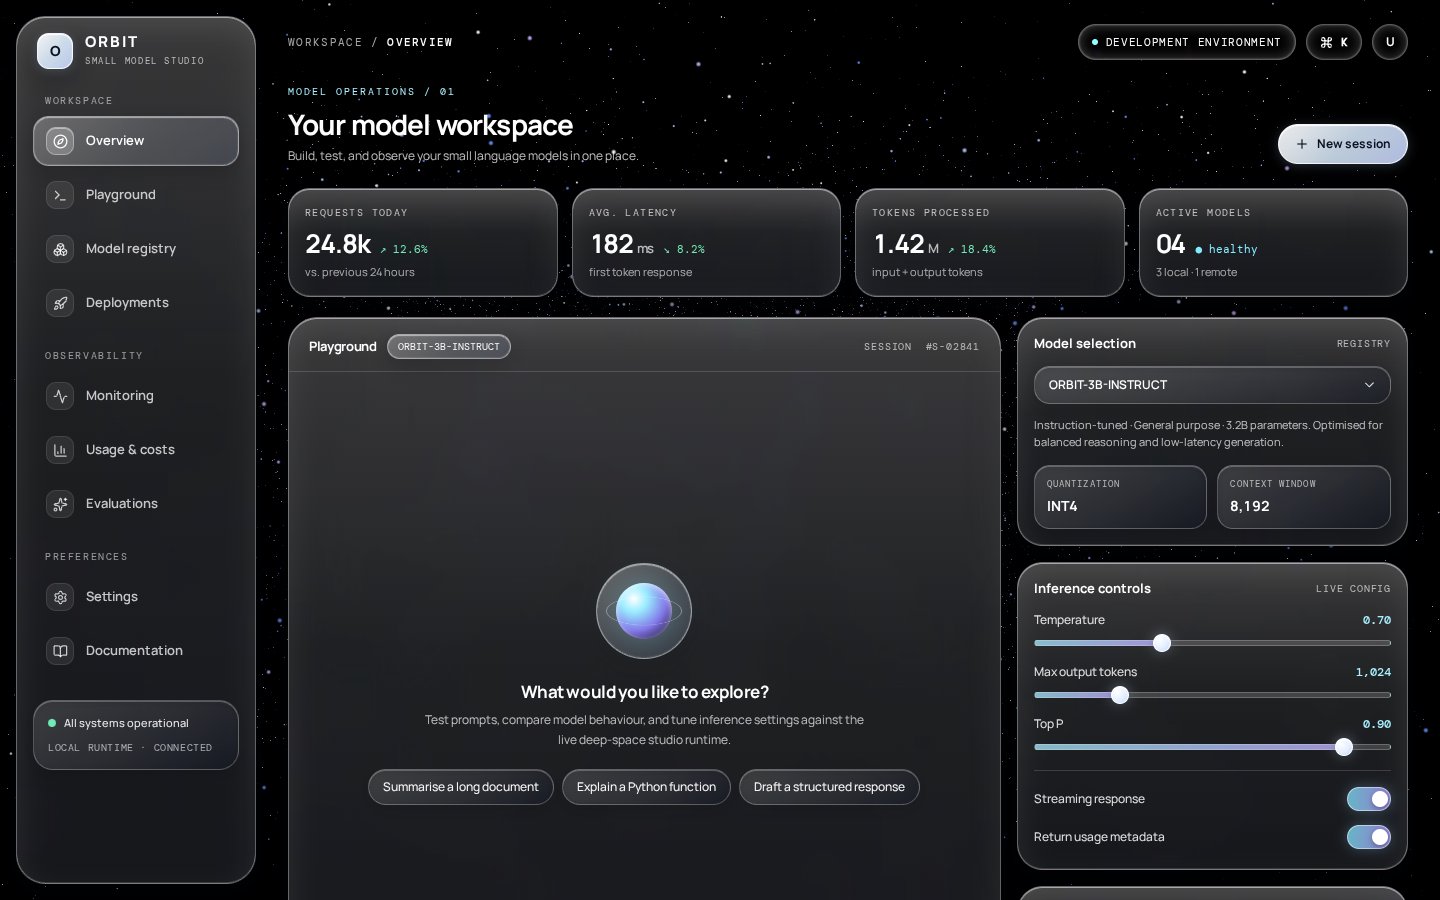 O
ORBIT
SMALL MODEL STUDIO
WORKSPACE
Overview
Playground
Model registry
Deployments
OBSERVABILITY
Monitoring
Usage & costs
Evaluations
PREFERENCES
Settings
Documentation
All systems operational
LOCAL RUNTIME · CONNECTED
WORKSPACE / OVERVIEW
DEVELOPMENT ENVIRONMENT
⌘ K
U
MODEL OPERATIONS / 01
Your model workspace
Build, test, and observe your small language models in one place.
New session
REQUESTS TODAY
24.8k ↗ 12.6%
vs. previous 24 hours
AVG. LATENCY
182 ms ↘ 8.2%
first token response
TOKENS PROCESSED
1.42 M ↗ 18.4%
input + output tokens
ACTIVE MODELS
04 ● healthy
3 local · 1 remote
Playground
ORBIT-3B-INSTRUCT
SESSION #S-02841
What would you like to explore?
Test prompts, compare model behaviour, and tune inference settings against the
live deep-space studio runtime.
Summarise a long document
Explain a Python function
Draft a structured response
Model selection
REGISTRY
ORBIT-3B-INSTRUCT
Instruction-tuned · General purpose · 3.2B parameters. Optimised for
balanced reasoning and low-latency generation.
QUANTIZATION
INT4
CONTEXT WINDOW
8,192
Inference controls
LIVE CONFIG
Temperature
0.70
Max output tokens
1,024
Top P
0.90
Streaming response
Return usage metadata